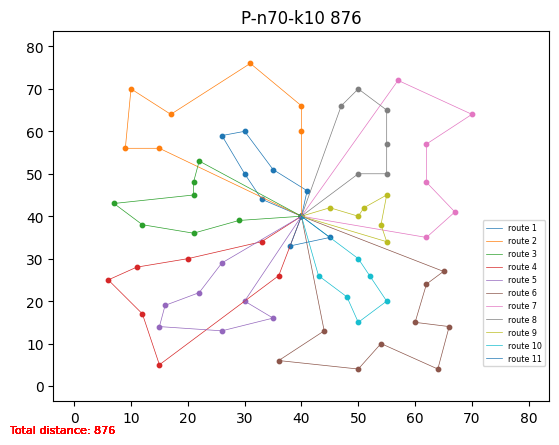 P-n70-k10 876
80
70
60
50
40
30
20
10
0
route 1
route 2
route 3
route 4
route 5
route 6
route 7
route 8
route 9
route 10
route 11
0 10 20 30 40 50 60 70 80
Total distance: 876